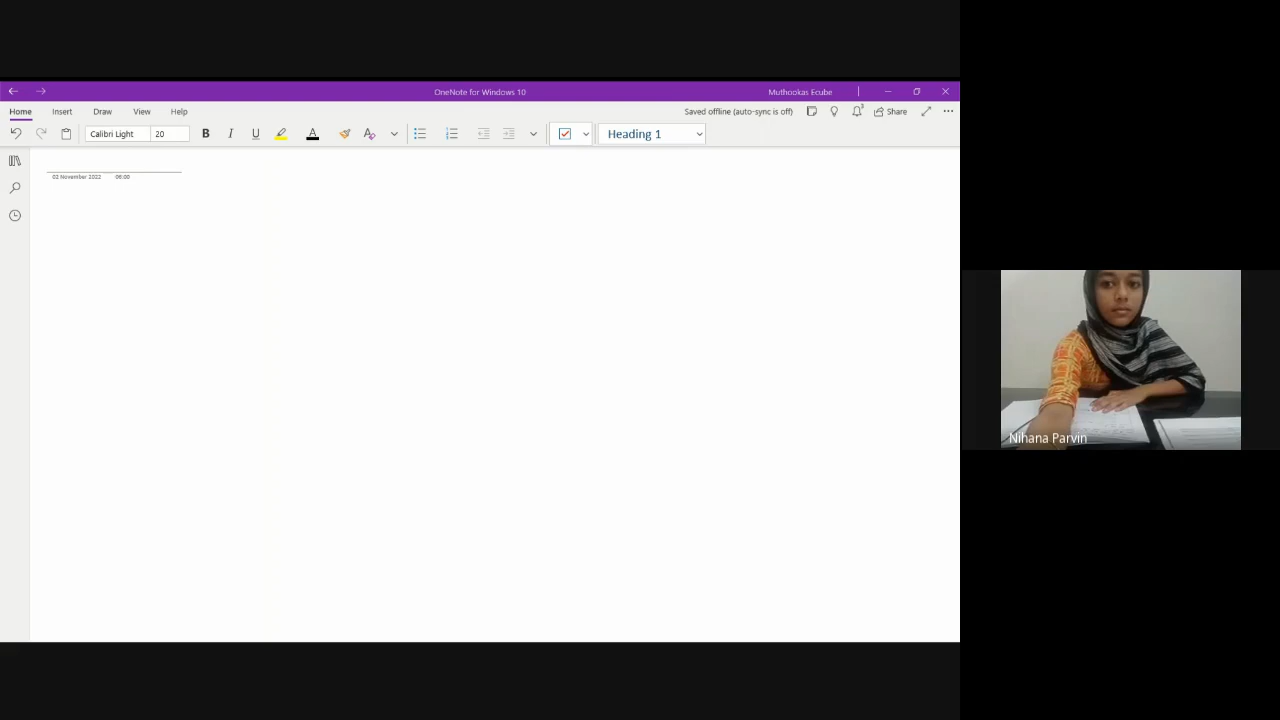 OneNote for Windows 10
Muthookas Ecube
Home Insert Draw View Help
Saved offline (auto-sync is off)
3
Share
Calibri Light 20 B I U A
Heading 1
02 November 2022 06:00
Nihana Parvin